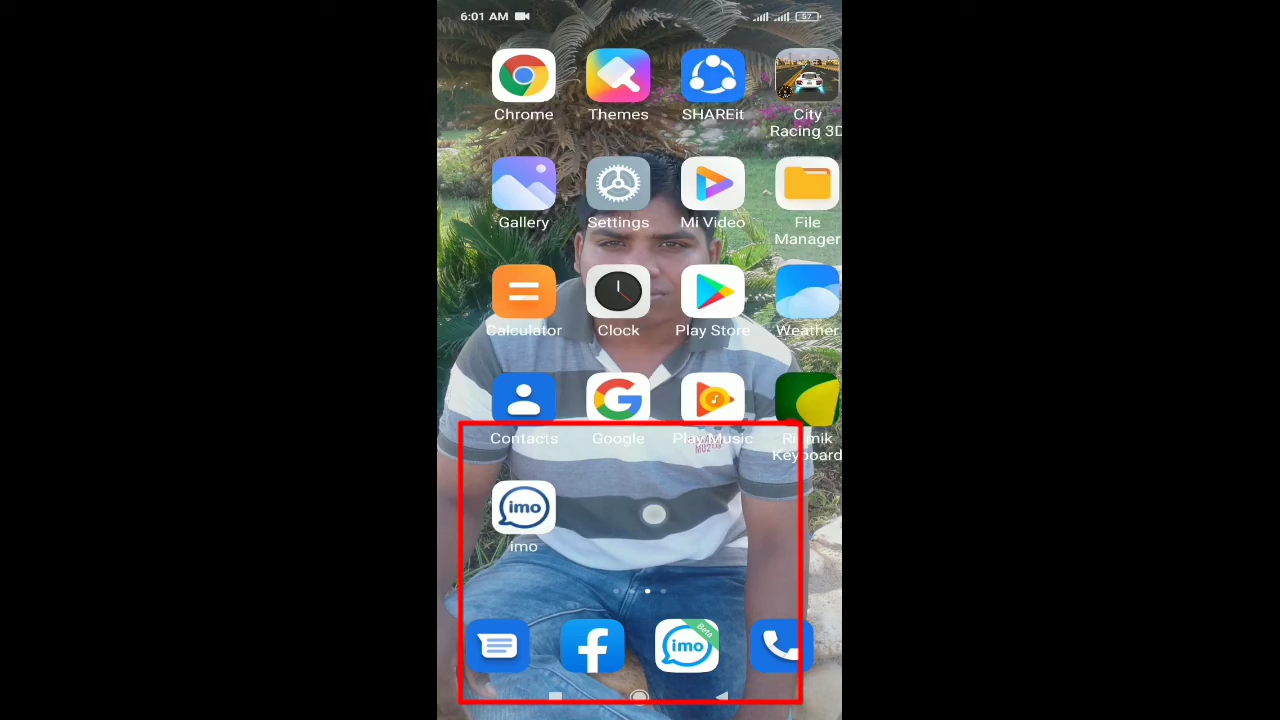 6:01 AM
57
Chrome
Themes
SHAREit
City
Racing 3D
Gallery
Settings
Mi Video
File
Manager
Calculator
Clock
Play Store
Weather
Contacts
Google
Play Music
Keyboard
imo
imo
imo
Beta